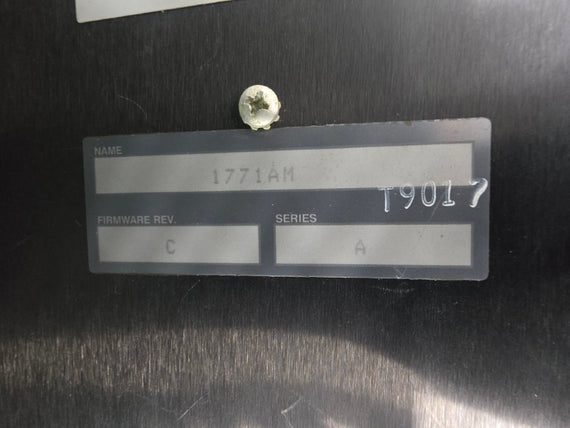 NAME
1771AM
T9017
FIRMWARE REV.
SERIES
C
A